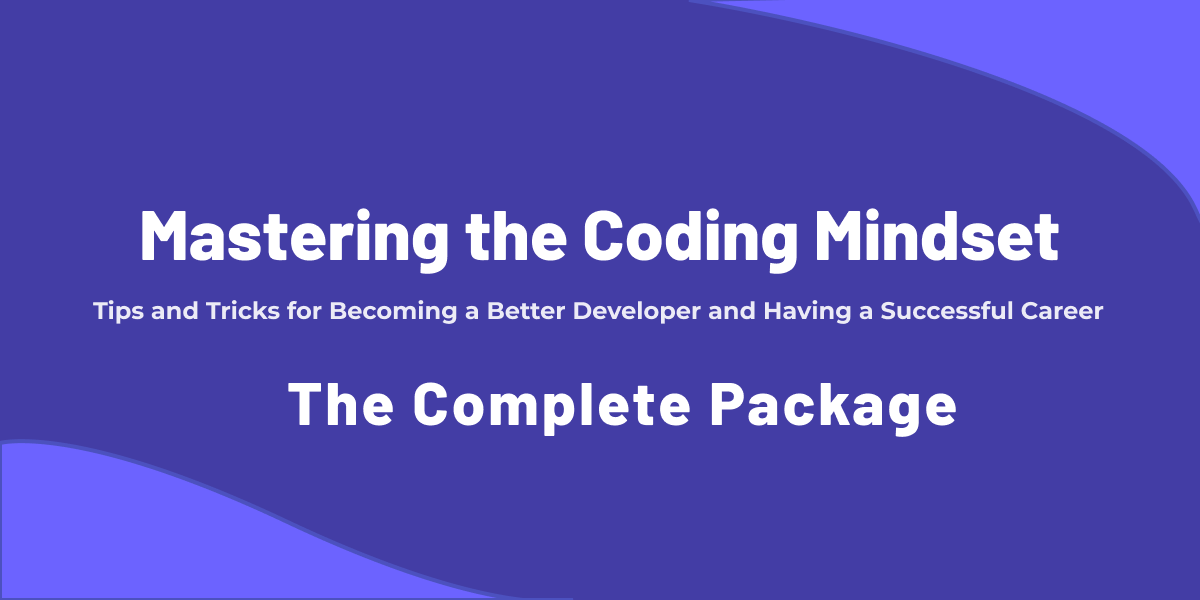 Mastering the Coding Mindset
Tips and Tricks for Becoming a Better Developer and Having a Successful Career
The Complete Package